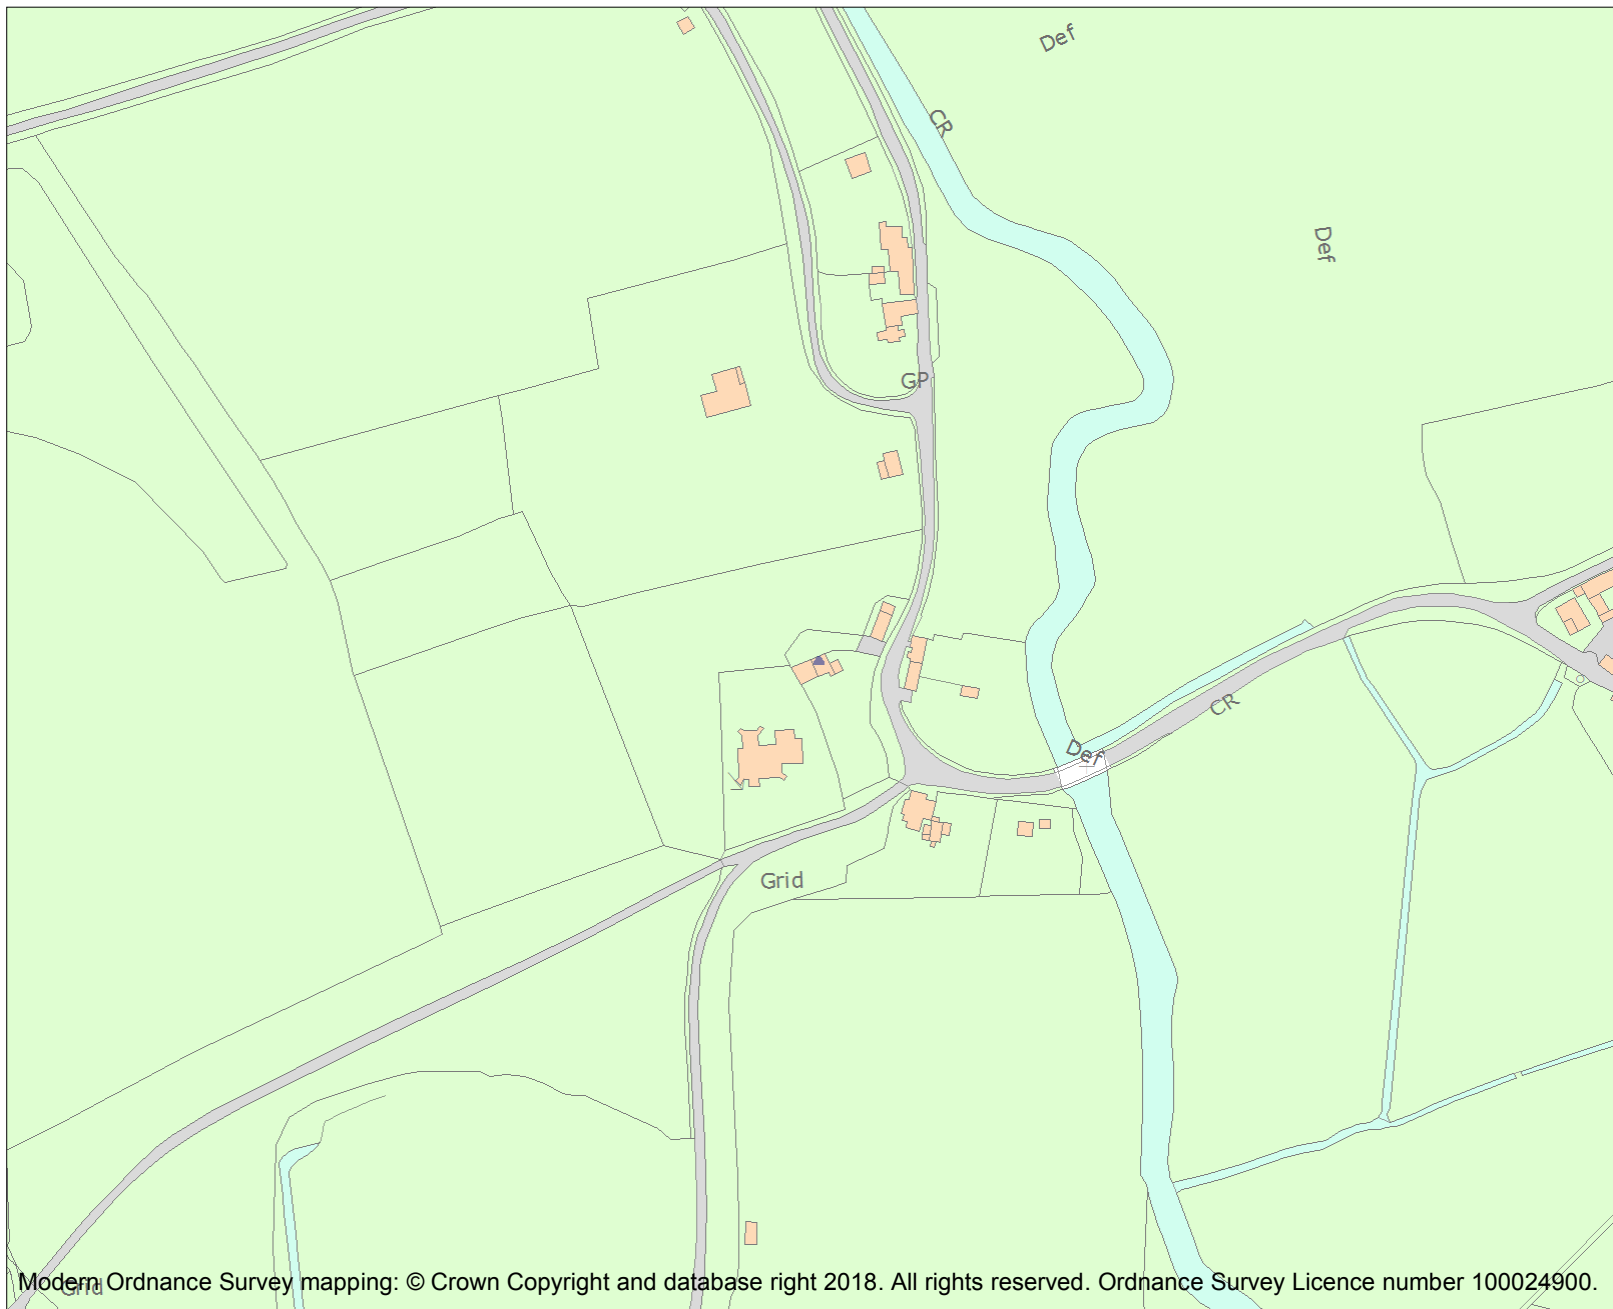 Def
CR
Def
GP
CR
Def
Grid
Grid
Modern Ordnance Survey mapping: © Crown Copyright and database right 2018. All rights reserved. Ordnance Survey Licence number 100024900.